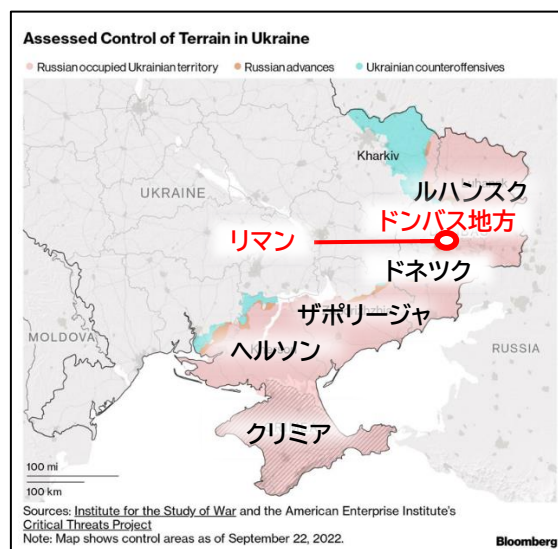 Assessed Control of Terrain in Ukraine
Russian occupied Ukrainian territory Russian advances Ukrainian counteroffensives
Kharkiv
UKRAINE
ルハンスク
ドンバス地方
リマン
ドネツク
ザポリージャ
MOLDOVA
ヘルソン
RUSSIA
クリミア
100 mi
100 km
Sources: Institute for the Study of War and the American Enterprise Institute's
Critical Threats Project
Note: Map shows control areas as of September 22, 2022.
Bloomberg